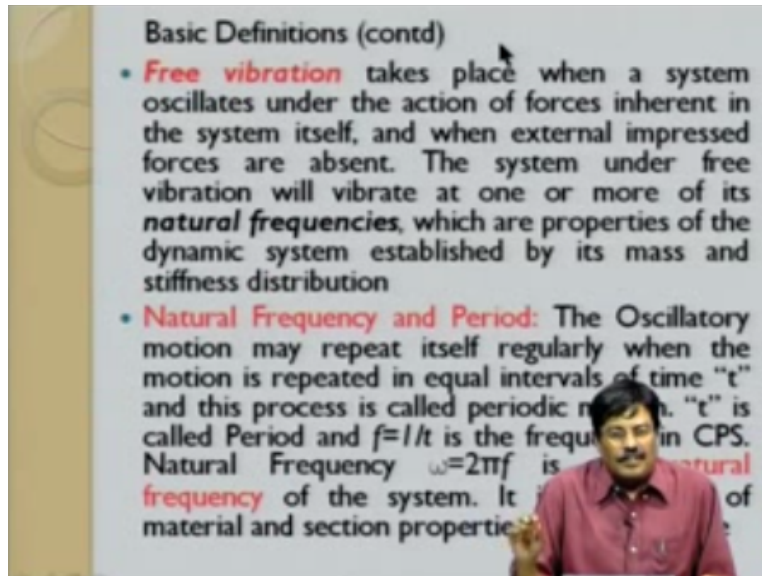 Basic Definitions (contd)
• Free vibration takes place when a system
oscillates under the action of forces inherent in
the system itself, and when external impressed
forces are absent. The system under free
vibration will vibrate at one or more of its
natural frequencies, which are properties of the
dynamic system established by its mass and
stiffness distribution
• Natural Frequency and Period: The Oscillatory
motion may repeat itself regularly when the
motion is repeated in equal intervals of time “t”
and this process is called periodic “t” is
called Period and f=1/t is the in CPS.
Natural Frequency ω=2πf is
frequency of the system. It of
material and section